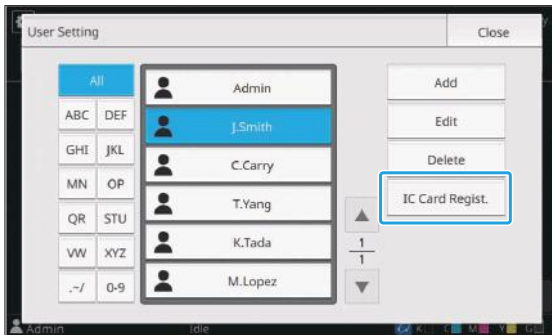 User Setting Close
All
ABC DEF
GHI JKL
MN OP
QR STU
VW XYZ
.~/ 0-9
Admin
J.Smith
C.Carry
T.Yang
K.Tada
M.Lopez
1
1
Add
Edit
Delete
IC Card Regist.
Admin Idle C M Y